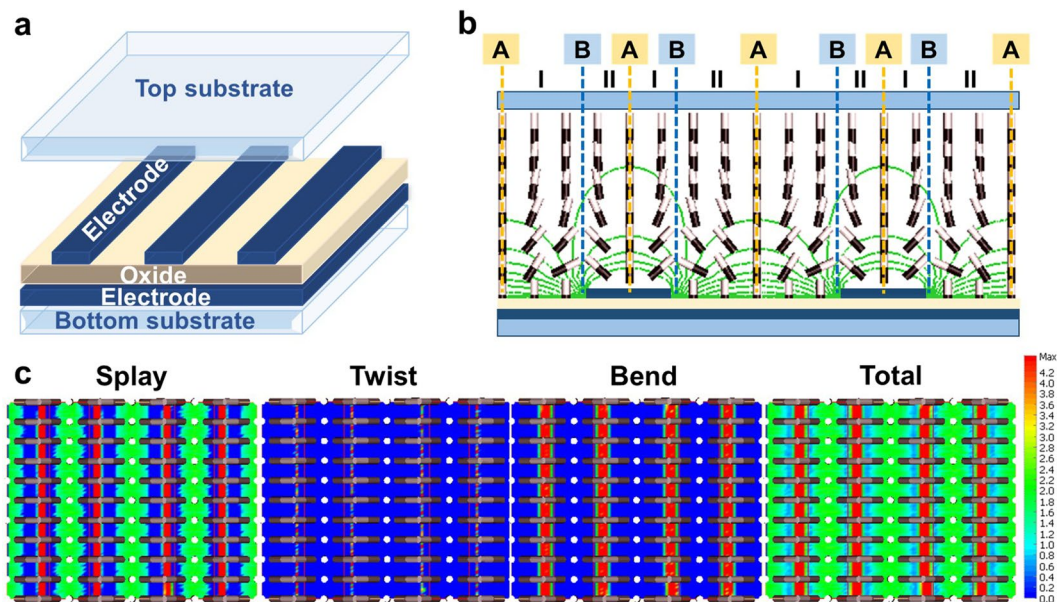 a
Top substrate
Electrode
Oxide
Electrode
Bottom substrate
b
A B A B A B A B A
I II I II I II I II
c
Splay Twist Bend Total
Max
4.2
4.0
3.8
3.6
3.4
3.2
3.0
2.8
2.6
2.4
2.2
2.0
1.8
1.6
1.4
1.2
1.0
0.8
0.6
0.4
0.2
0.0